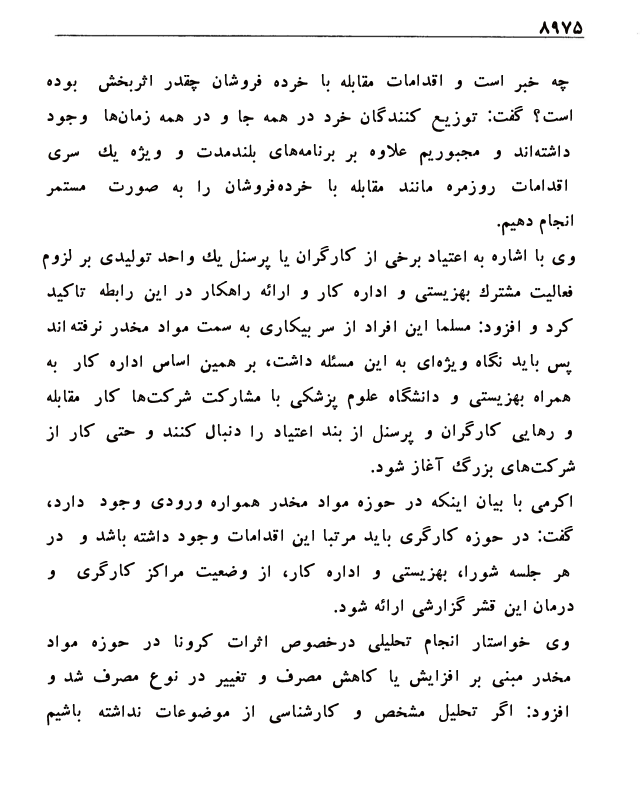 ۸۹۷۵
چه خبر است و اقدامات مقابله با خرده فروشان چقدر اثربخش بوده
است؟ گفت: توزیع کنندگان خرد در همه جا و در همه زمان‌ها وجود
داشته‌اند و مجبوریم علاوه بر برنامه‌های بلندمدت و ویژه یك سری
اقدامات روزمره مانند مقابله با خرده‌فروشان را به صورت مستمر
انجام دهیم.
وی با اشاره به اعتیاد برخی از کارگران یا پرسنل یك واحد تولیدی بر لزوم
فعالیت مشترك بهزیستی و اداره کار و ارائه راهکار در این رابطه تاکید
کرد و افزود: مسلما این افراد از سر بیکاری به سمت مواد مخدر نرفته‌اند
پس باید نگاه ویژه‌ای به این مسئله داشت، بر همین اساس اداره کار به
همراه بهزیستی و دانشگاه علوم پزشکی با مشارکت شرکت‌ها کار مقابله
و رهایی کارگران و پرسنل از بند اعتیاد را دنبال کنند و حتی کار از
شرکت‌های بزرگ آغاز شود.
اکرمی با بیان اینکه در حوزه مواد مخدر همواره ورودی وجود دارد،
گفت: در حوزه کارگری باید مرتبا این اقدامات وجود داشته باشد و در
هر جلسه شورا، بهزیستی و اداره کار، از وضعیت مراکز کارگری و
درمان این قشر گزارشی ارائه شود.
وی خواستار انجام تحلیلی درخصوص اثرات کرونا در حوزه مواد
مخدر مبنی بر افزایش یا کاهش مصرف و تغییر در نوع مصرف شد و
افزود: اگر تحلیل مشخص و کارشناسی از موضوعات نداشته باشیم